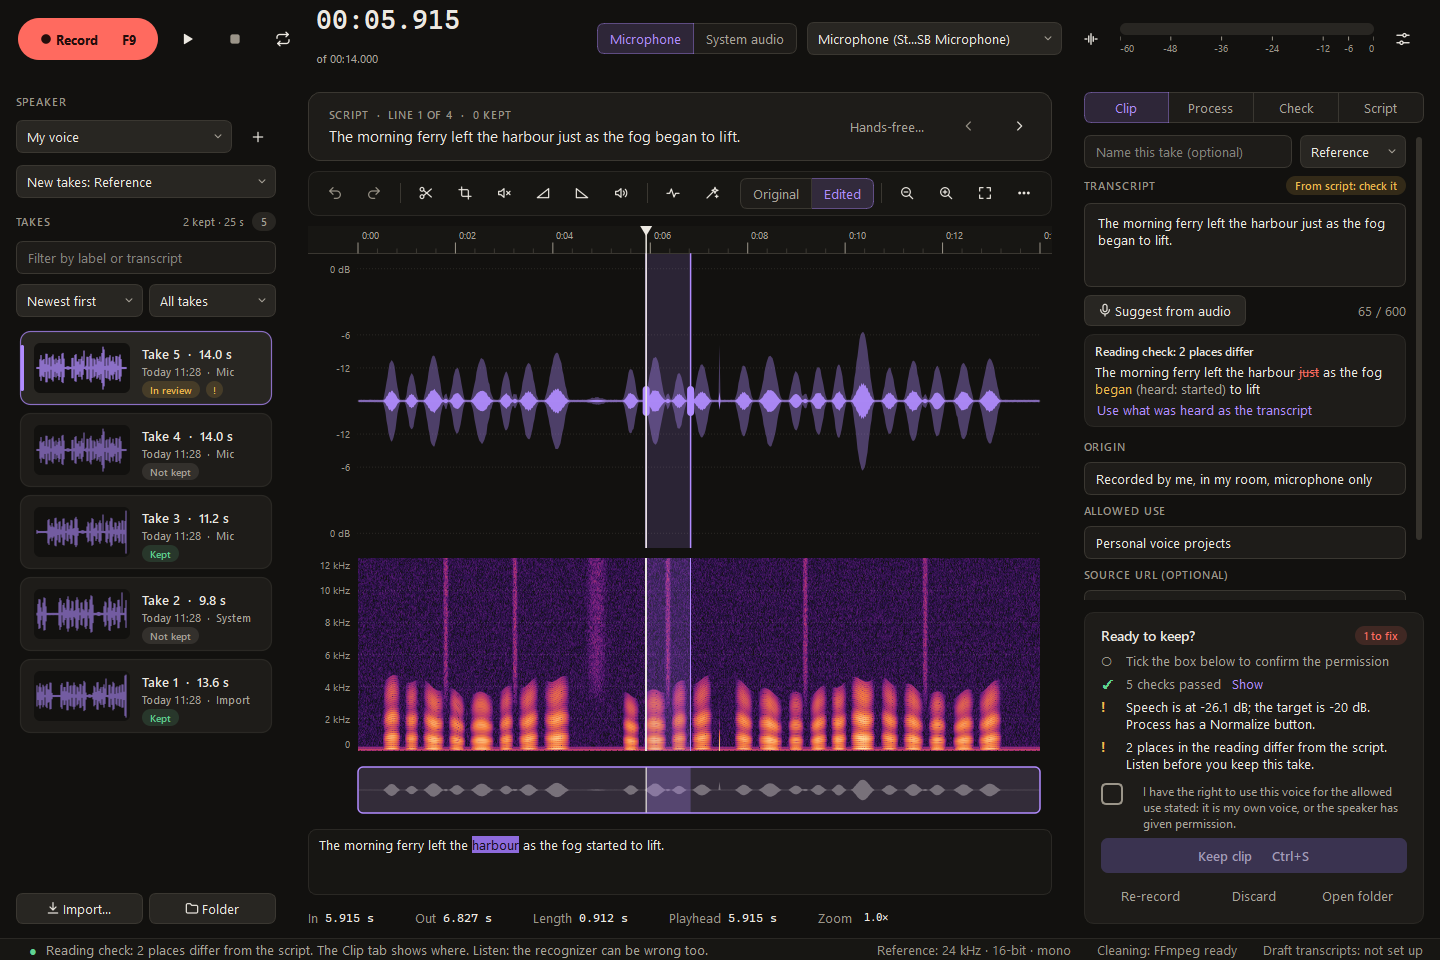 Record F9
00:05.915
of 00:14.000
Microphone
System audio
Microphone (St...SB Microphone)
-60 -48 -36 -24 -12 -6 0
SPEAKER
My voice
New takes: Reference
TAKES
2 kept · 25 s
5
Filter by label or transcript
Newest first
All takes
Take 5 · 14.0 s
Today 11:28 · Mic
In review !
Take 4 · 14.0 s
Today 11:28 · Mic
Not kept
Take 3 · 11.2 s
Today 11:28 · Mic
Kept
Take 2 · 9.8 s
Today 11:28 · System
Not kept
Take 1 · 13.6 s
Today 11:28 · Import
Kept
Import...
Folder
SCRIPT · LINE 1 OF 4 · 0 KEPT
The morning ferry left the harbour just as the fog began to lift.
Hands-free...
Original
Edited
0:00 0:02 0:04 0:06 0:08 0:10 0:12 0:
0 dB
-6
-12
-12
-6
0 dB
12 kHz
10 kHz
8 kHz
6 kHz
4 kHz
2 kHz
0
The morning ferry left the harbour as the fog started to lift.
In 5.915 s Out 6.827 s Length 0.912 s Playhead 5.915 s Zoom 1.0×
Clip
Process
Check
Script
Name this take (optional)
Reference
TRANSCRIPT
From script: check it
The morning ferry left the harbour just as the fog
began to lift.
Suggest from audio
65 / 600
Reading check: 2 places differ
The morning ferry left the harbour just as the fog
began (heard: started) to lift
Use what was heard as the transcript
ORIGIN
Recorded by me, in my room, microphone only
ALLOWED USE
Personal voice projects
SOURCE URL (OPTIONAL)
Ready to keep?
1 to fix
Tick the box below to confirm the permission
5 checks passed Show
! Speech is at -26.1 dB; the target is -20 dB.
Process has a Normalize button.
! 2 places in the reading differ from the script.
Listen before you keep this take.
I have the right to use this voice for the allowed
use stated: it is my own voice, or the speaker has
given permission.
Keep clip Ctrl+S
Re-record
Discard
Open folder
Reading check: 2 places differ from the script. The Clip tab shows where. Listen: the recognizer can be wrong too.
Reference: 24 kHz · 16-bit · mono
Cleaning: FFmpeg ready
Draft transcripts: not set up